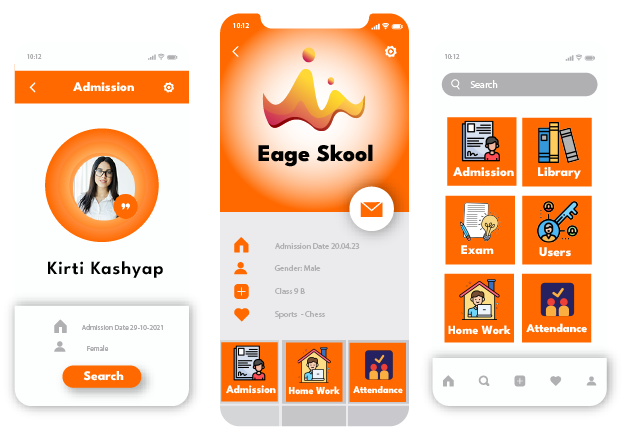 10:12
Admission
Kirti Kashyap
Admission Date 29-10-2021
Female
Search
10:12
Eage Skool
Admission Date 20.04.23
Gender: Male
Class 9 B
Sports - Chess
Admission
Home Work
Attendance
10:12
Search
Admission
Library
Exam
Users
Home Work
Attendance